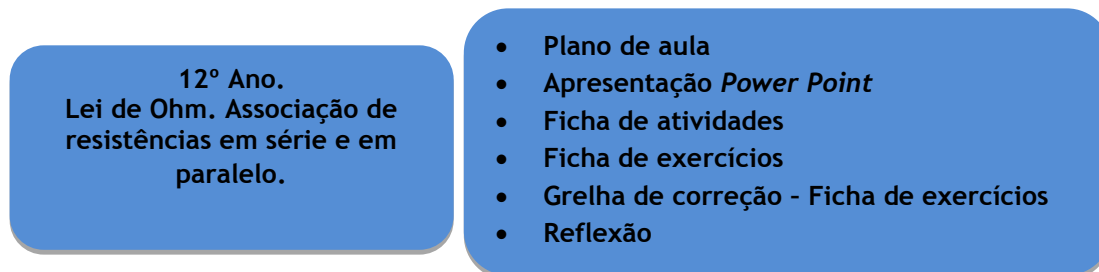 12º Ano.
Lei de Ohm. Associação de
resistências em série e em
paralelo.
• Plano de aula
• Apresentação Power Point
• Ficha de atividades
• Ficha de exercícios
• Grelha de correção – Ficha de exercícios
• Reflexão